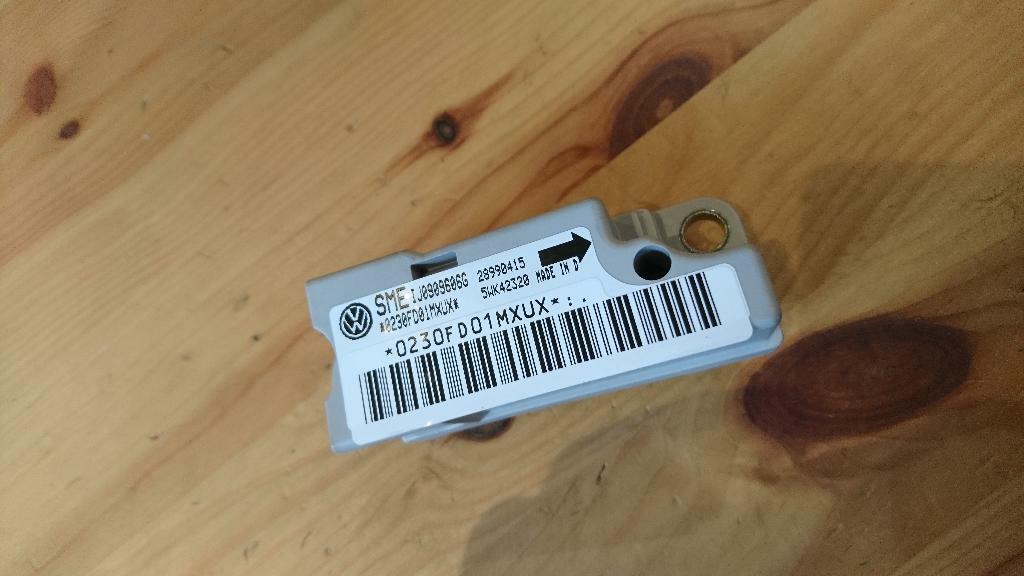 SME 1J0909606G 28990415
*0230FD01MXUX* 5WK42320 MADE IN D
*0230FD01MXUX*:.